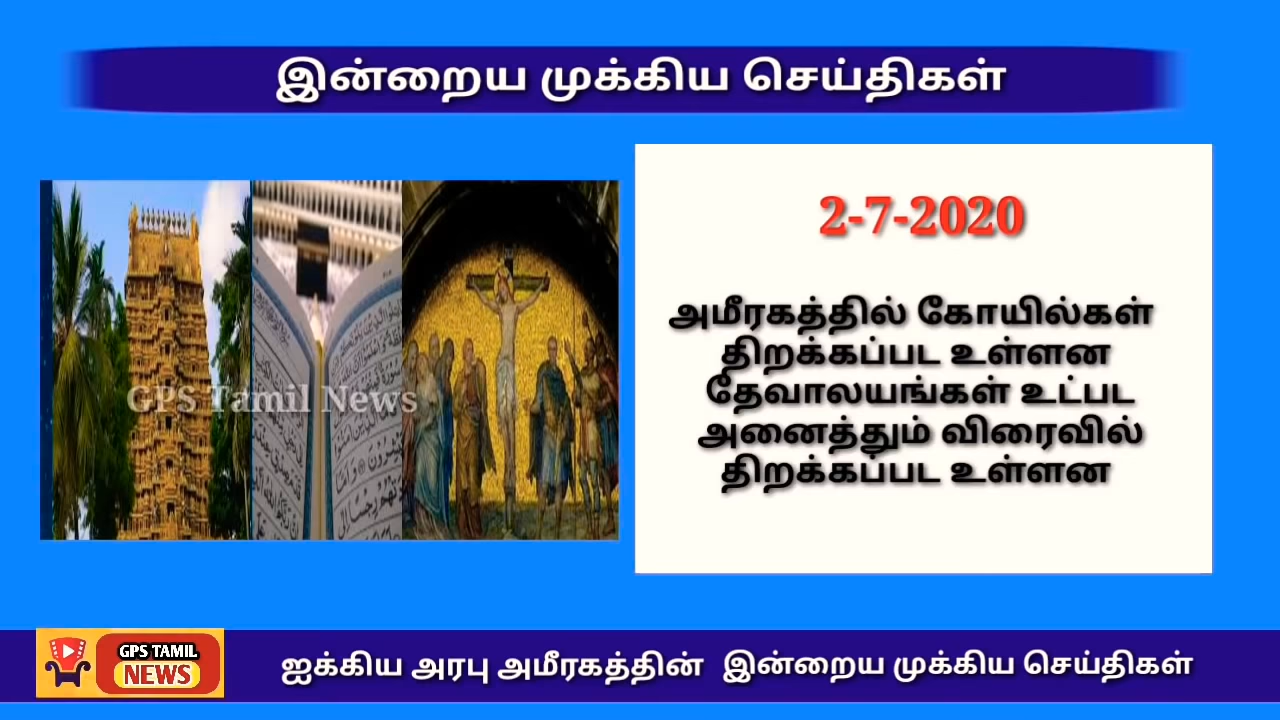 இன்றைய முக்கிய செய்திகள்
2-7-2020
அமீரகத்தில் கோயில்கள்
திறக்கப்பட உள்ளன
தேவாலயங்கள் உட்பட
அனைத்தும் விரைவில்
திறக்கப்பட உள்ளன
GPS Tamil News
GPS TAMIL
NEWS
ஐக்கிய அரபு அமீரகத்தின் இன்றைய முக்கிய செய்திகள்